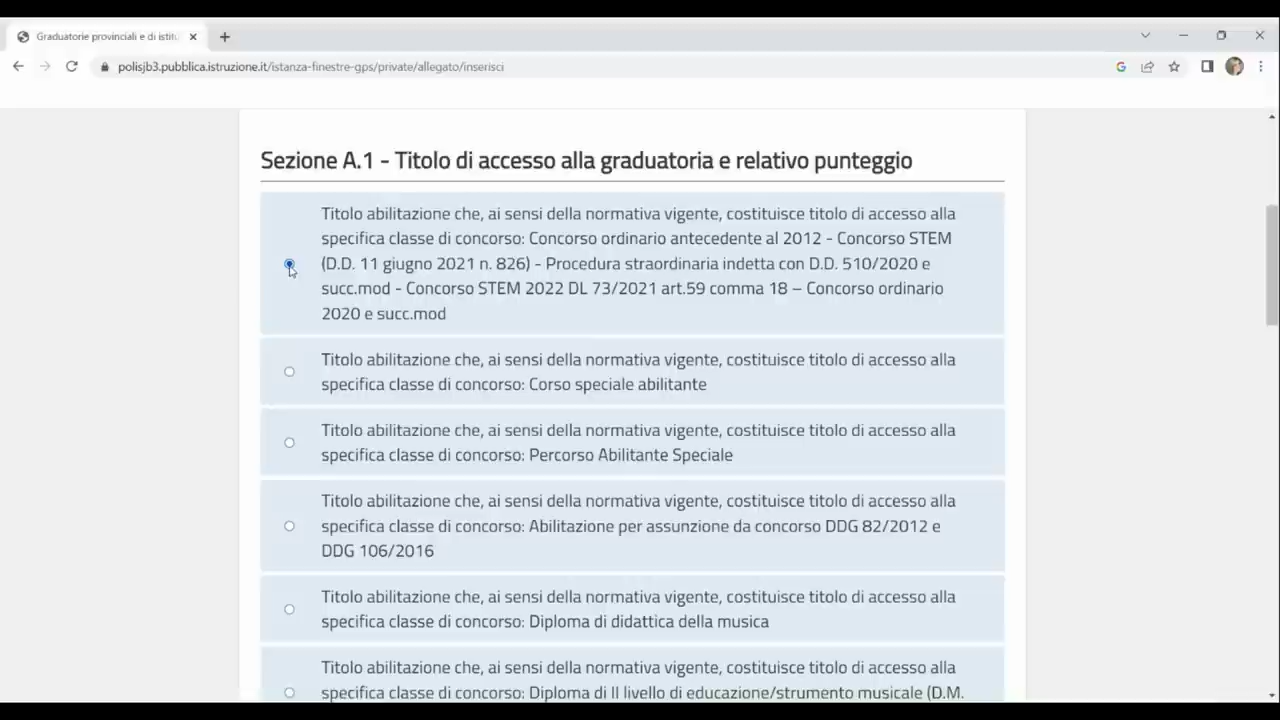 Graduatorie provinciali e di istitu
polisjb3.pubblica.istruzione.it/istanza-finestre-gps/private/allegato/inserisci
Sezione A.1 - Titolo di accesso alla graduatoria e relativo punteggio
Titolo abilitazione che, ai sensi della normativa vigente, costituisce titolo di accesso alla
specifica classe di concorso: Concorso ordinario antecedente al 2012 - Concorso STEM
(D.D. 11 giugno 2021 n. 826) - Procedura straordinaria indetta con D.D. 510/2020 e
succ.mod - Concorso STEM 2022 DL 73/2021 art.59 comma 18 – Concorso ordinario
2020 e succ.mod
Titolo abilitazione che, ai sensi della normativa vigente, costituisce titolo di accesso alla
specifica classe di concorso: Corso speciale abilitante
Titolo abilitazione che, ai sensi della normativa vigente, costituisce titolo di accesso alla
specifica classe di concorso: Percorso Abilitante Speciale
Titolo abilitazione che, ai sensi della normativa vigente, costituisce titolo di accesso alla
specifica classe di concorso: Abilitazione per assunzione da concorso DDG 82/2012 e
DDG 106/2016
Titolo abilitazione che, ai sensi della normativa vigente, costituisce titolo di accesso alla
specifica classe di concorso: Diploma di didattica della musica
Titolo abilitazione che, ai sensi della normativa vigente, costituisce titolo di accesso alla
specifica classe di concorso: Diploma di II livello di educazione/strumento musicale (D.M.